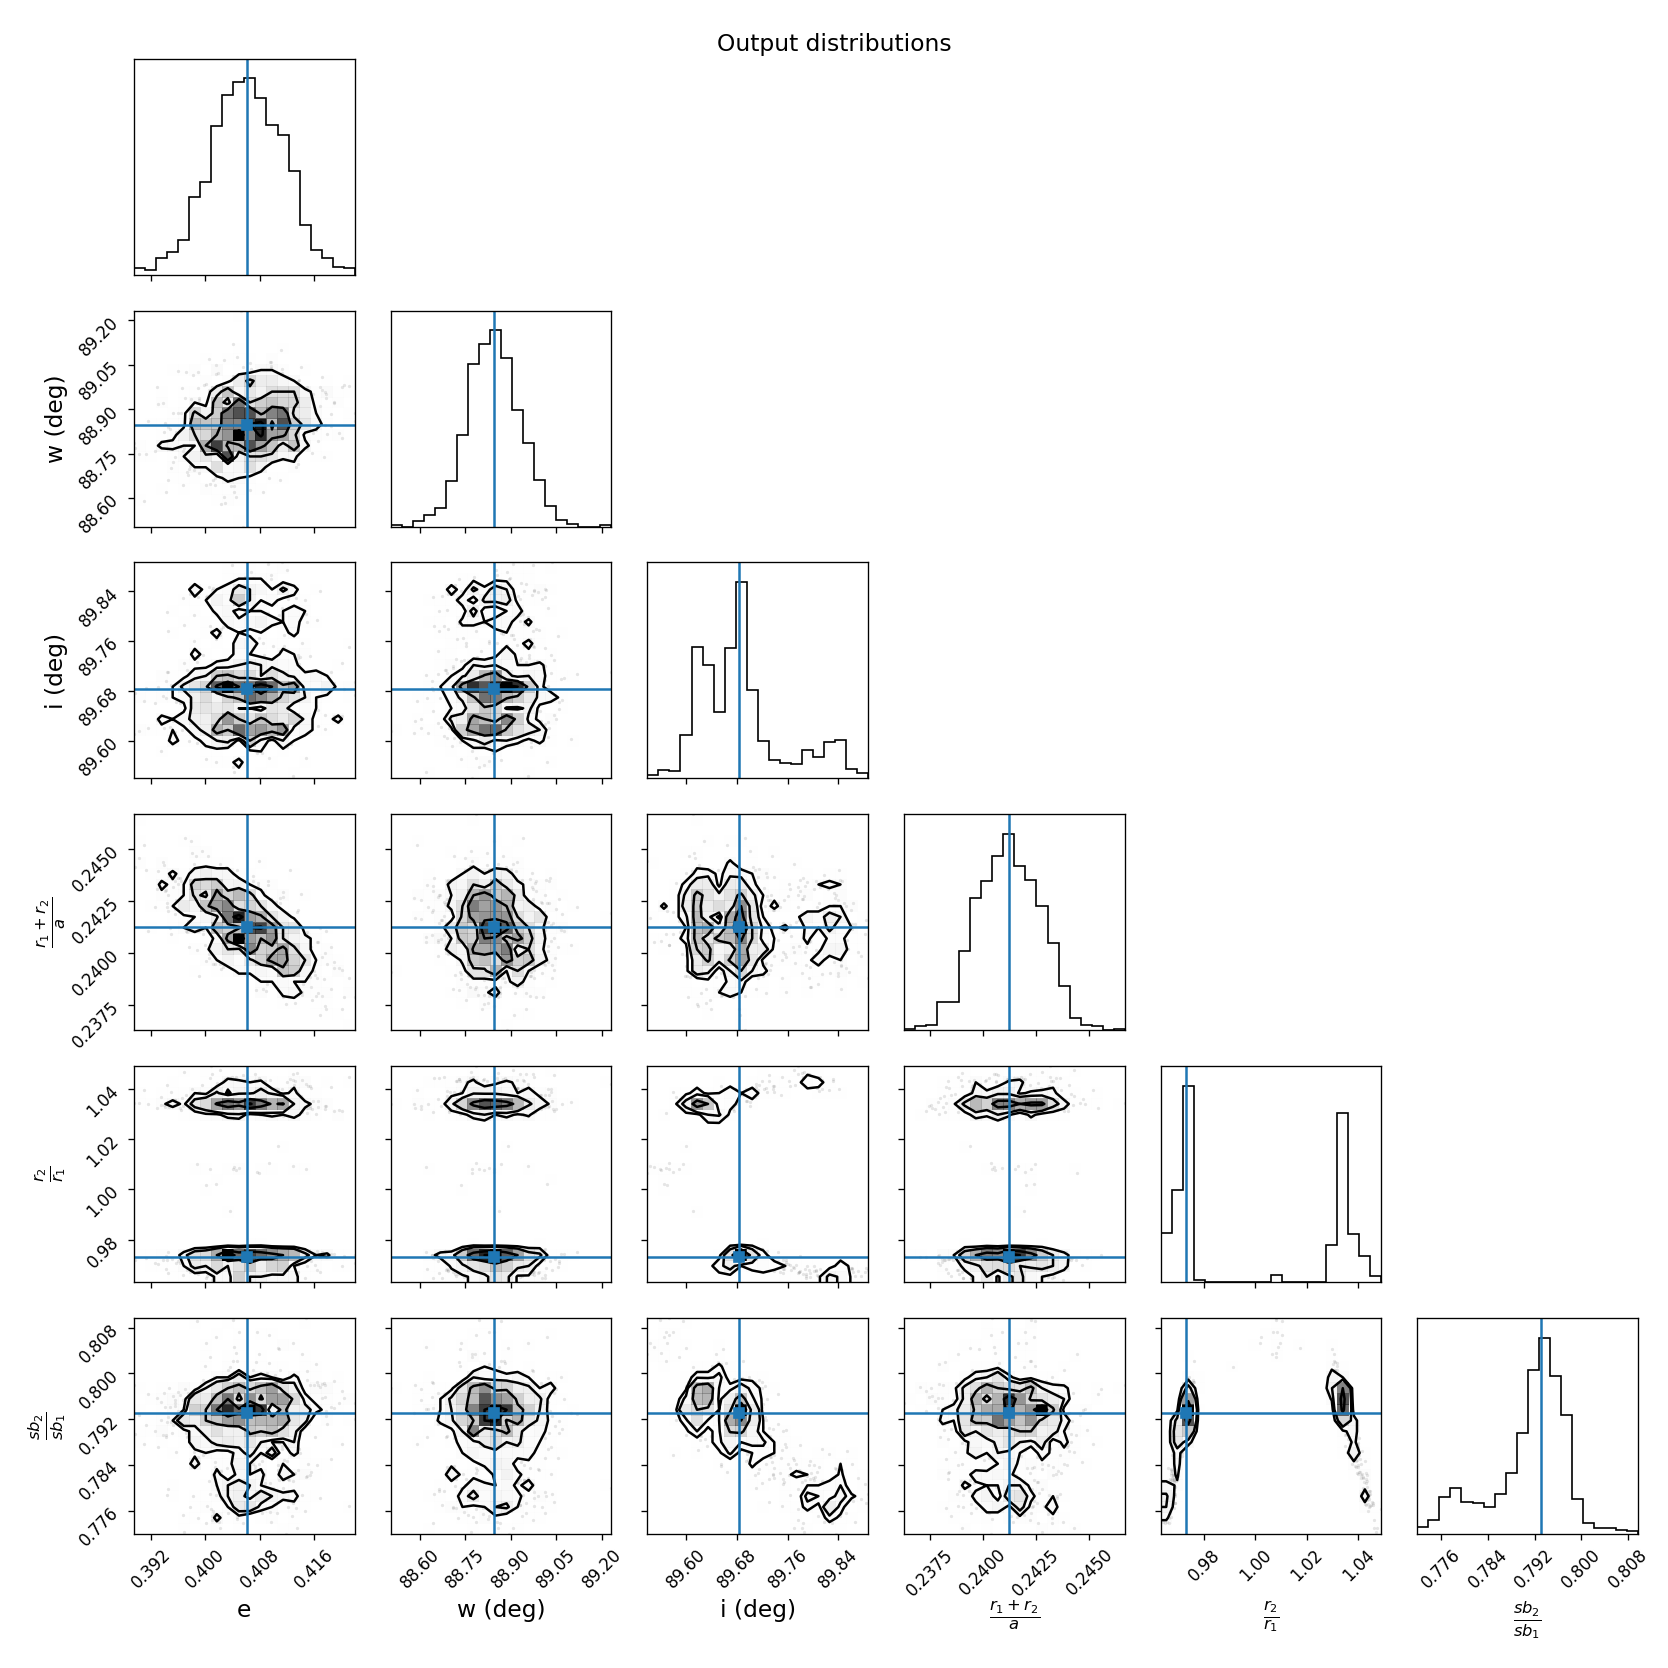 Output distributions
w (deg)
89.20
89.05
88.90
88.75
88.60
i (deg)
89.84
89.76
89.68
89.60
r₁ + r₂
a
0.2450
0.2425
0.2400
0.2375
r₂
r₁
1.04
1.02
1.00
0.98
sb₂
sb₁
0.808
0.800
0.792
0.784
0.776
0.392 0.400 0.408 0.416 88.60 88.75 88.90 89.05 89.20 89.60 89.68 89.76 89.84 0.2375 0.2400 0.2425 0.2450 0.98 1.00 1.02 1.04 0.776 0.784 0.792 0.800 0.808
e w (deg) i (deg) r₁ + r₂ r₂ sb₂
a r₁ sb₁